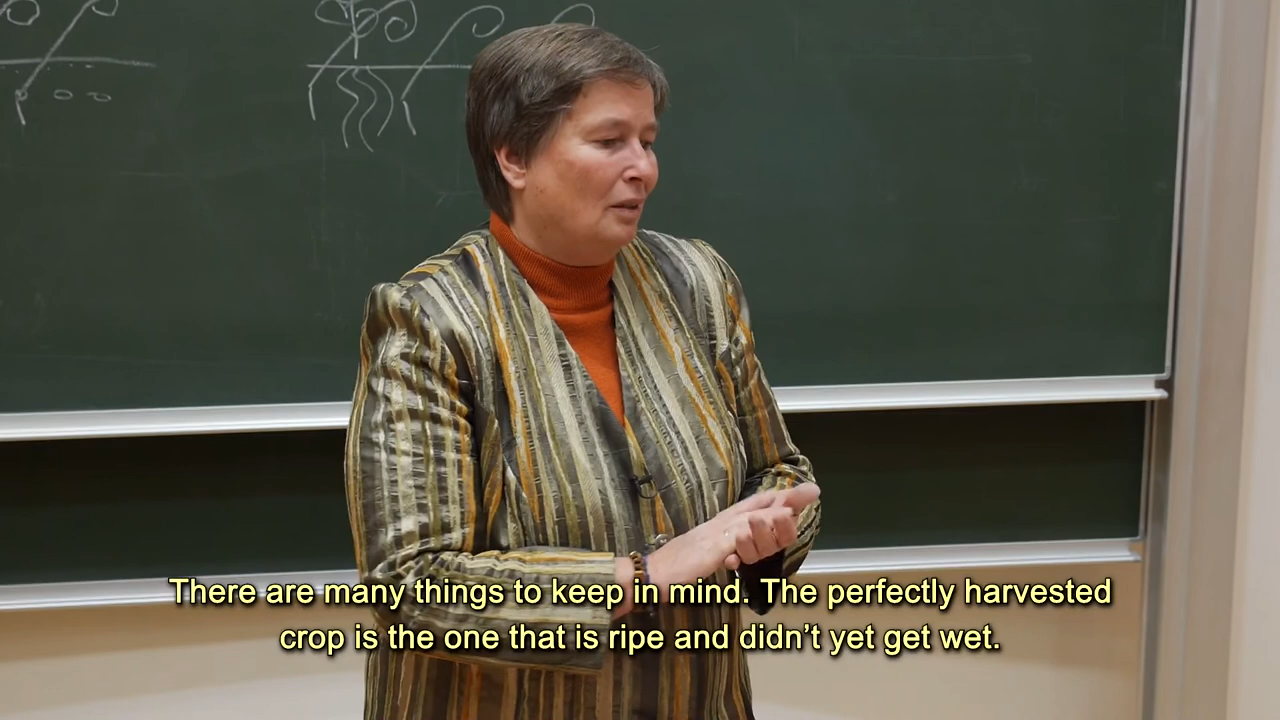 There are many things to keep in mind. The perfectly harvested
crop is the one that is ripe and didn’t yet get wet.